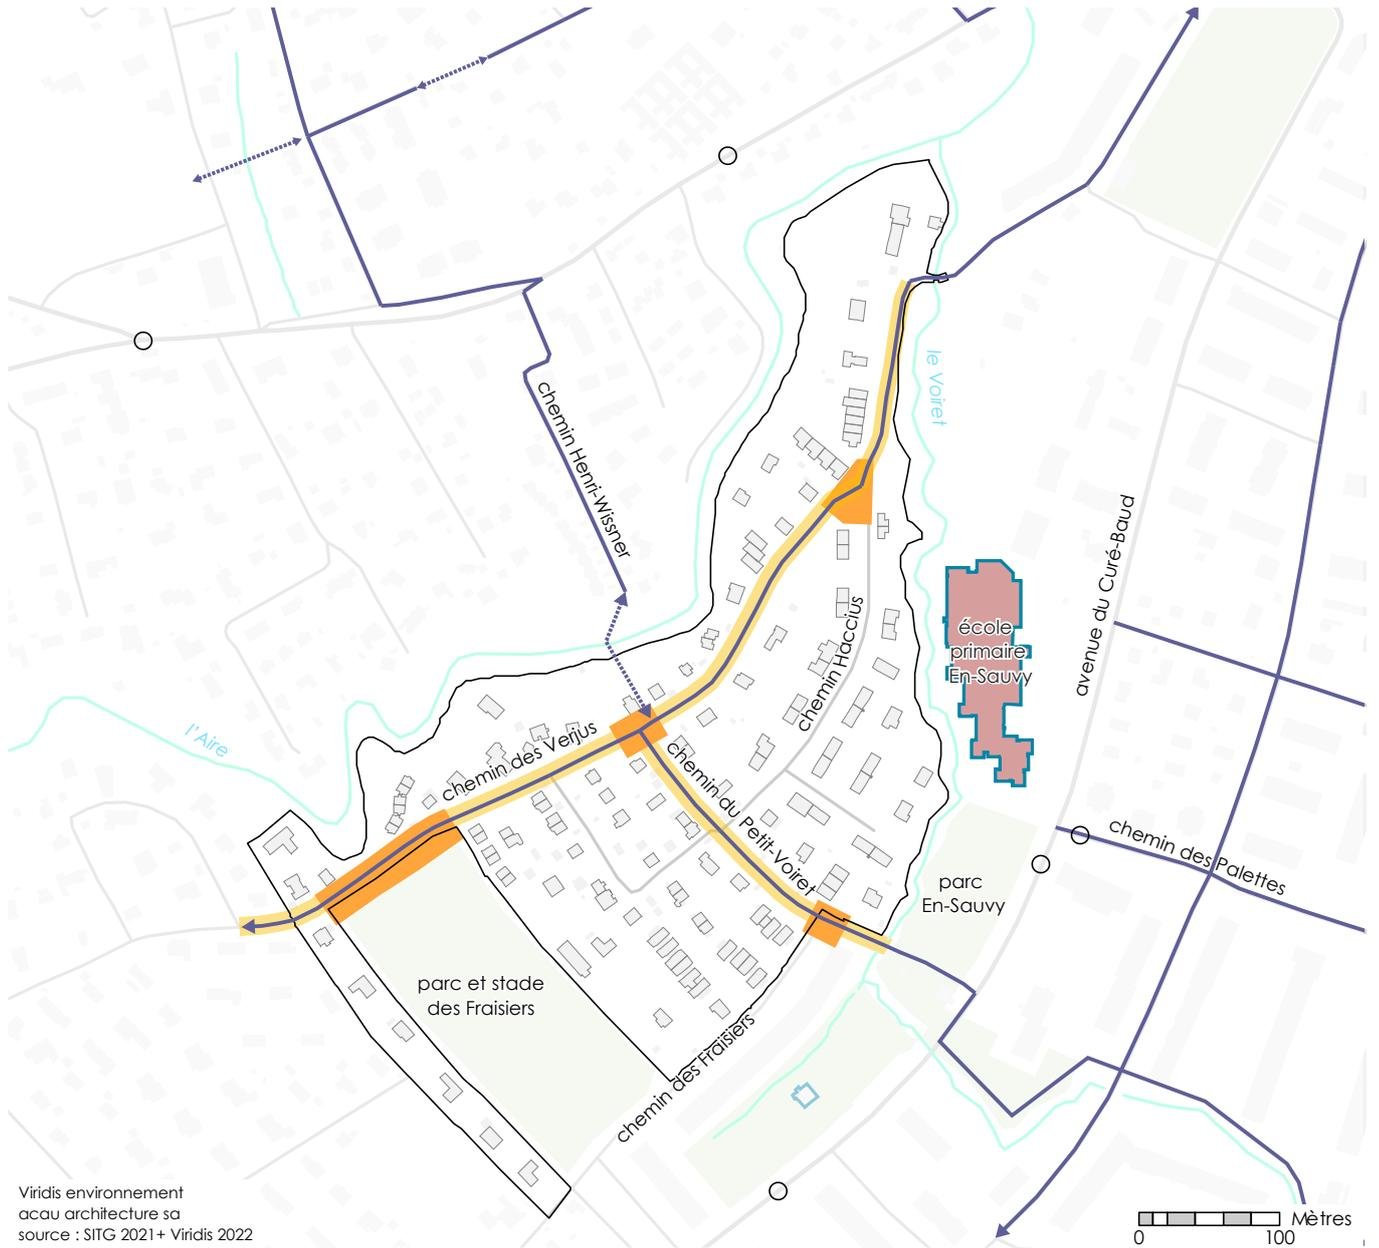 chemin Henri-Wissner
le Voiret
avenue du Curé-Baud
école
primaire
En-Sauvy
chemin Haccius
l'Aire
chemin des Verjus
chemin du Petit-Voiret
chemin des Palettes
parc
En-Sauvy
parc et stade
des Fraisiers
chemin des Fraisiers
Viridis environnement
acau architecture sa
source : SITG 2021+ Viridis 2022
Mètres
0 100